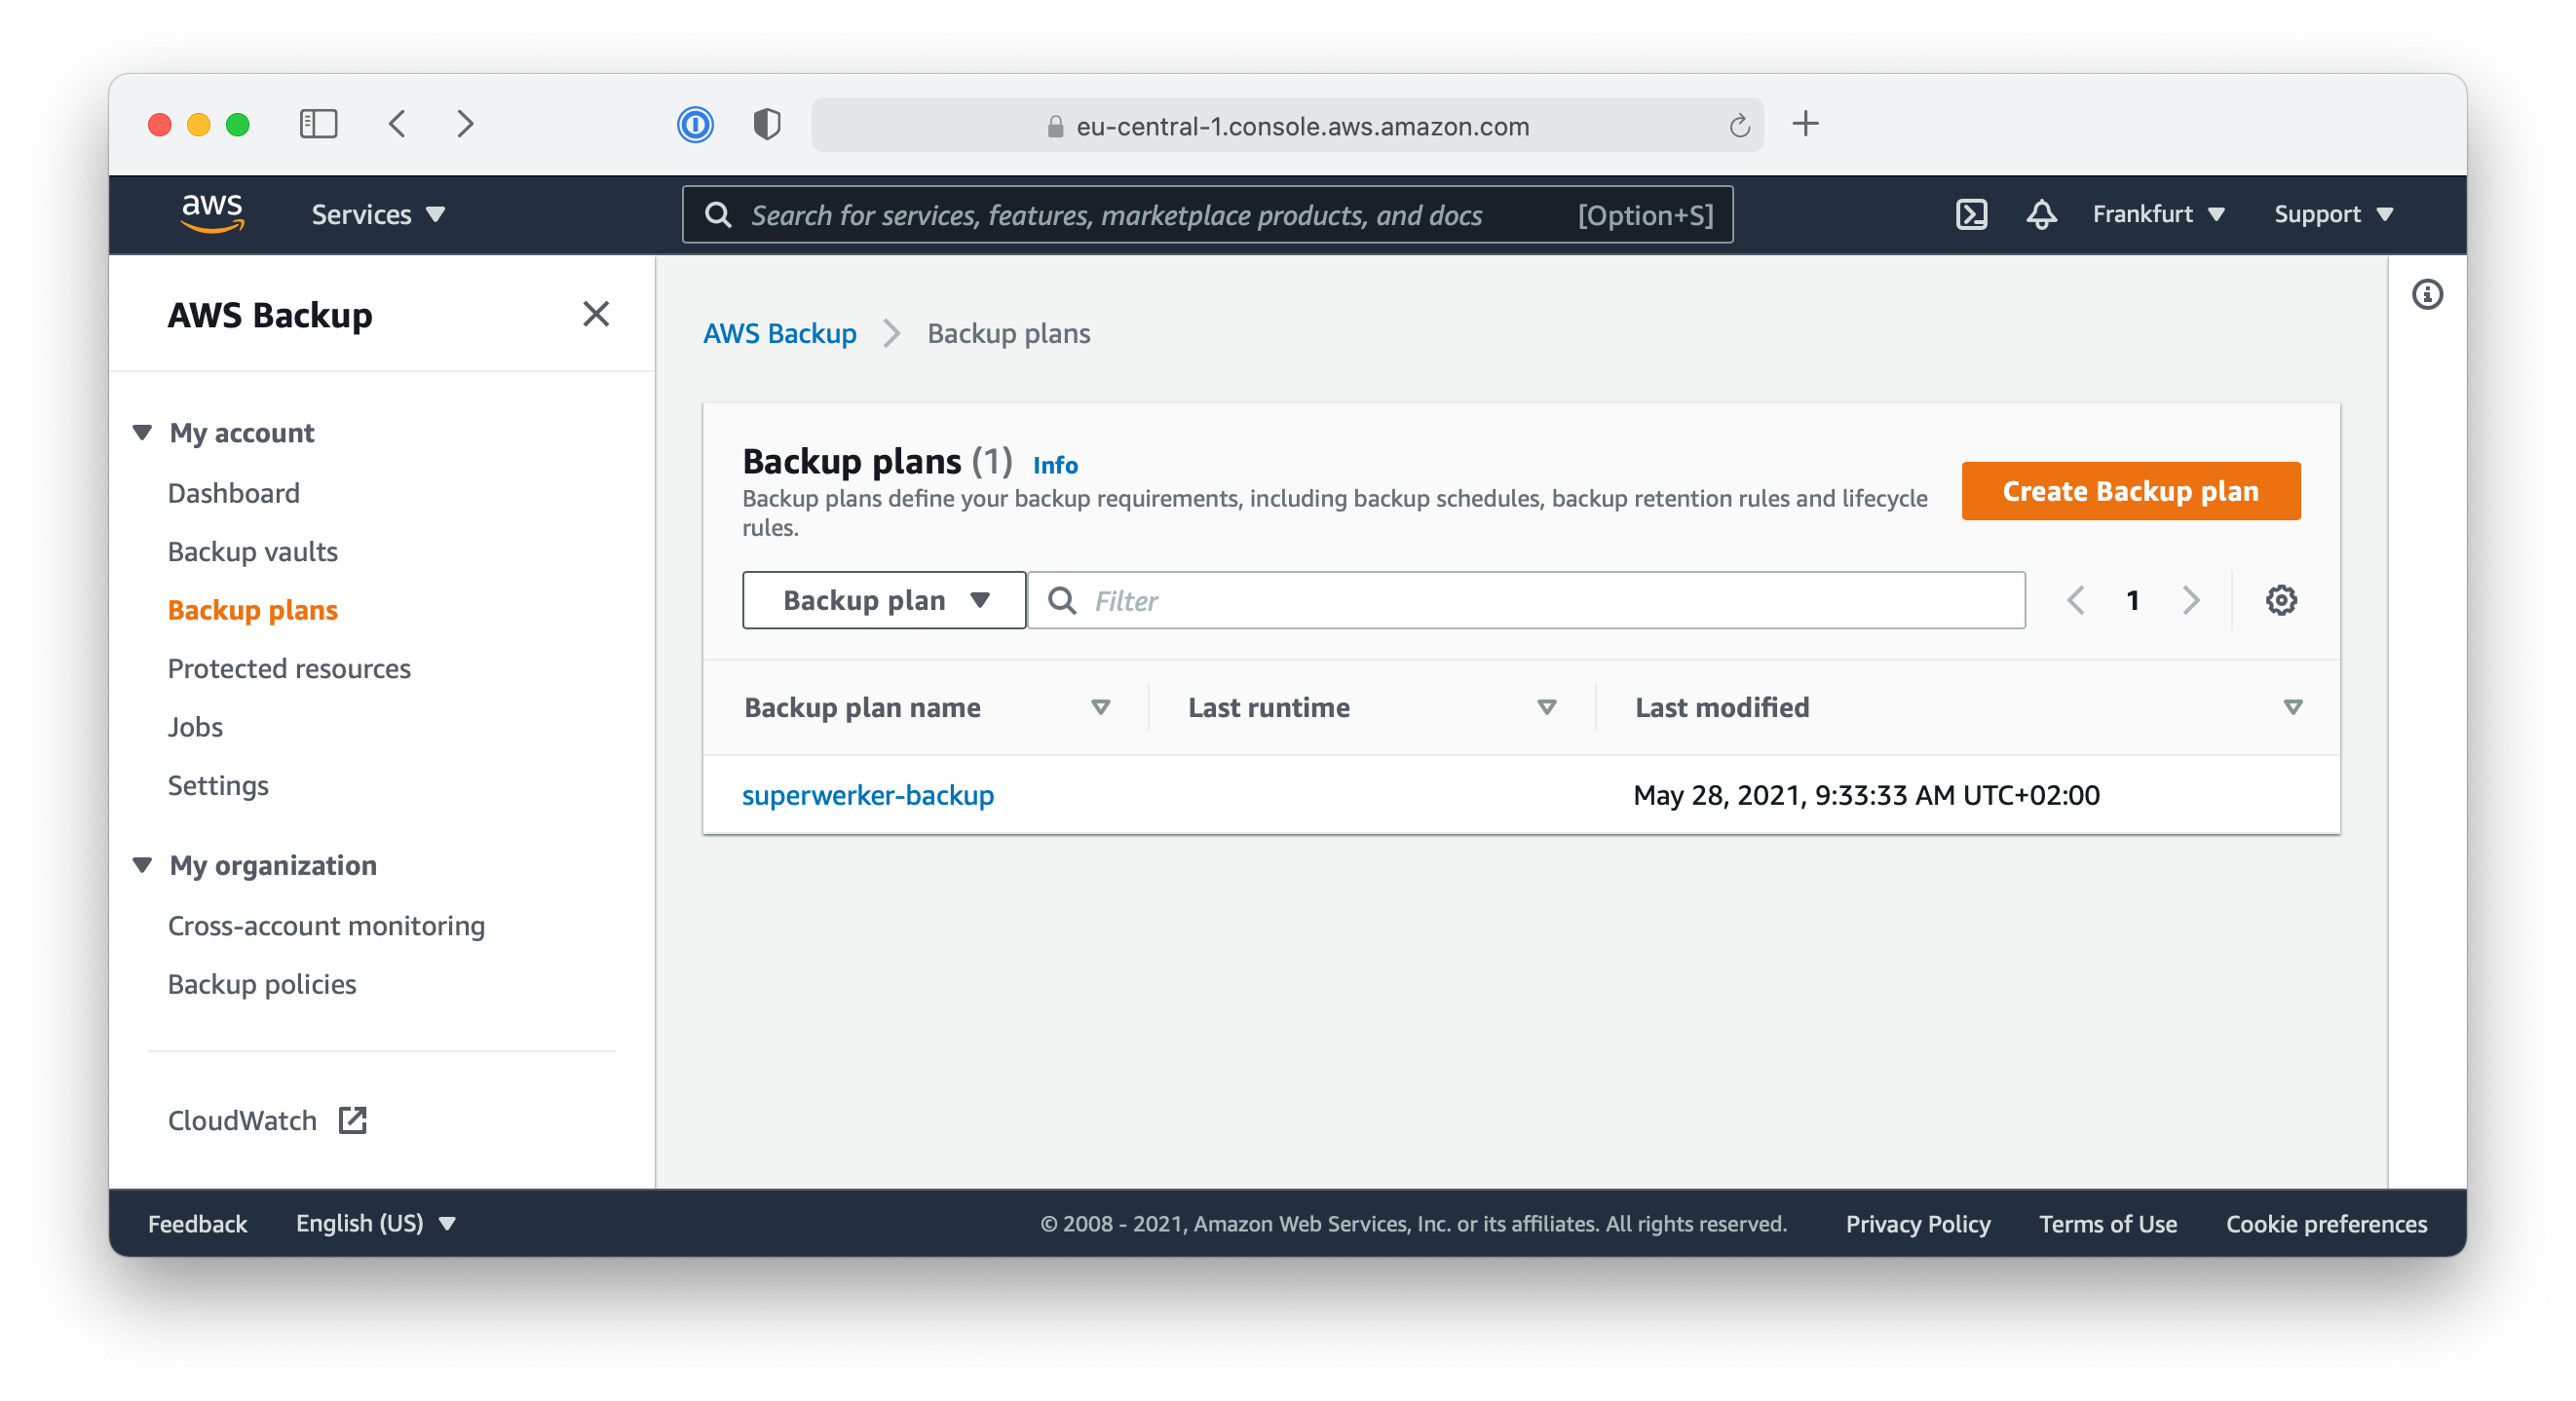 eu-central-1.console.aws.amazon.com
aws
Services
Search for services, features, marketplace products, and docs
[Option+S]
Frankfurt
Support
AWS Backup
My account
Dashboard
Backup vaults
Backup plans
Protected resources
Jobs
Settings
My organization
Cross-account monitoring
Backup policies
CloudWatch
AWS Backup
Backup plans
Backup plans (1) Info
Backup plans define your backup requirements, including backup schedules, backup retention rules and lifecycle
rules.
Create Backup plan
Backup plan
Filter
1
Backup plan name
Last runtime
Last modified
superwerker-backup
May 28, 2021, 9:33:33 AM UTC+02:00
Feedback
English (US)
© 2008 - 2021, Amazon Web Services, Inc. or its affiliates. All rights reserved.
Privacy Policy
Terms of Use
Cookie preferences